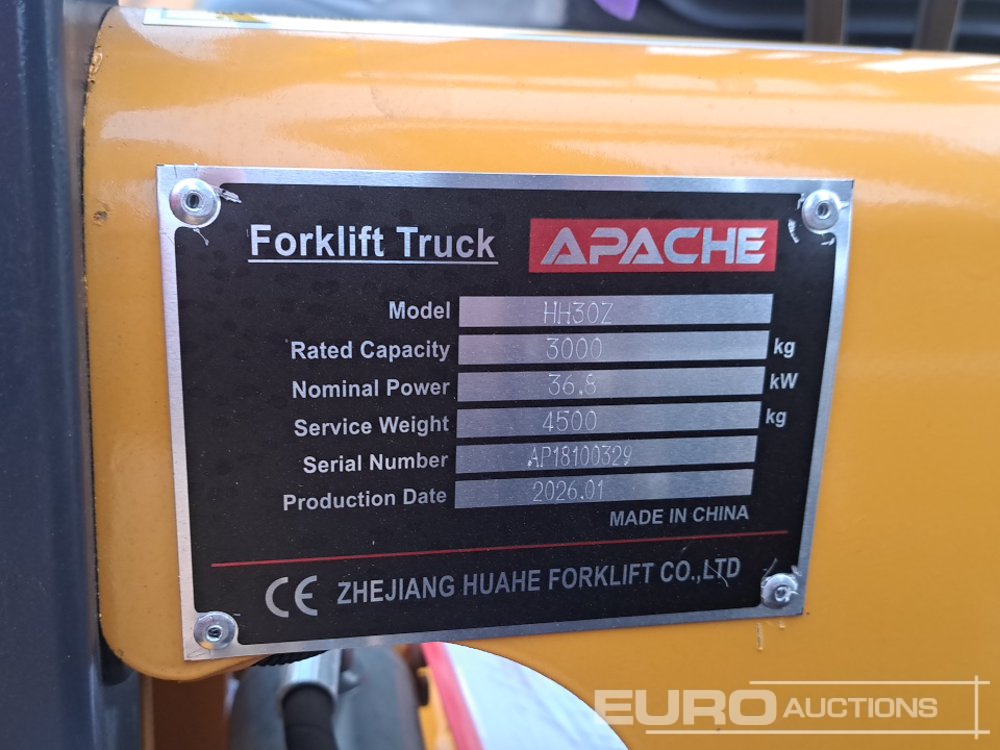 Forklift Truck APACHE
Model HH30Z
Rated Capacity 3000 kg
Nominal Power 36.8 kW
Service Weight 4500 kg
Serial Number AP18100329
Production Date 2026.01
MADE IN CHINA
CE ZHEJIANG HUAHE FORKLIFT CO.,LTD
EURO AUCTIONS